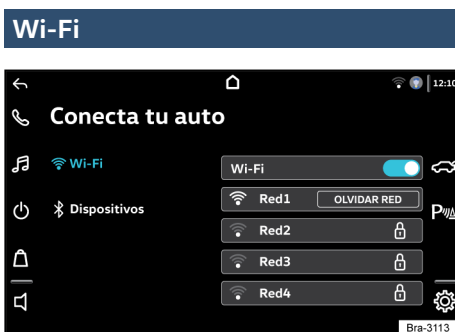 Wi-Fi
12:10
Conecta tu auto
Wi-Fi
Wi-Fi
Red1 OLVIDAR RED
Dispositivos
Red2
P
Red3
Red4
Bra-3113